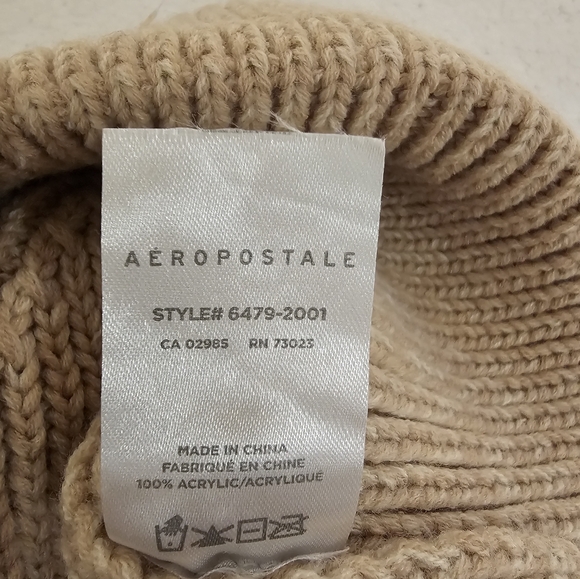 AÉROPOSTALE
STYLE# 6479-2001
CA 02985 RN 73023
MADE IN CHINA
FABRIQUÉ EN CHINE
100% ACRYLIC/ACRYLIQUE